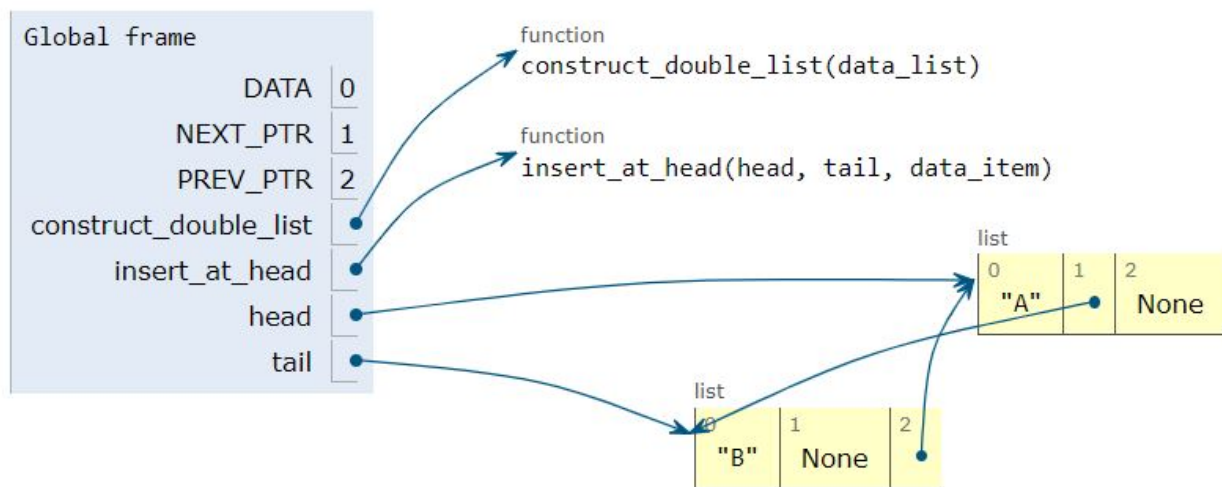 Global frame
DATA 0
NEXT_PTR 1
PREV_PTR 2
construct_double_list
insert_at_head
head
tail
function
construct_double_list(data_list)
function
insert_at_head(head, tail, data_item)
list
0 1 2
"A" None
list
0 1 2
"B" None